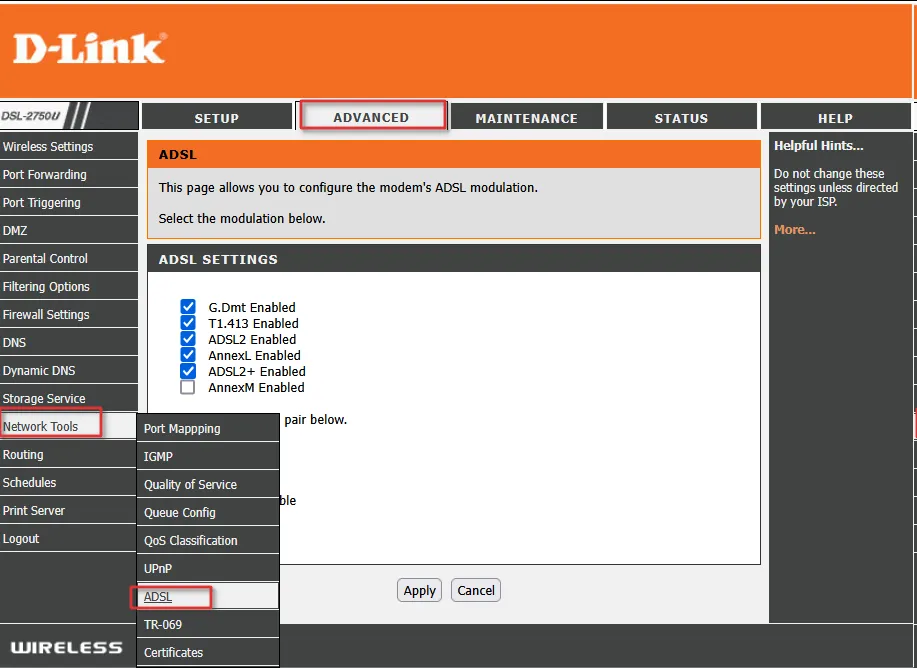 D-Link
DSL-2750U
SETUP
ADVANCED
MAINTENANCE
STATUS
HELP
Wireless Settings
Port Forwarding
Port Triggering
DMZ
Parental Control
Filtering Options
Firewall Settings
DNS
Dynamic DNS
Storage Service
Network Tools
Routing
Schedules
Print Server
Logout
Port Mappping
IGMP
Quality of Service
Queue Config
QoS Classification
UPnP
ADSL
TR-069
Certificates
ADSL
This page allows you to configure the modem's ADSL modulation.
Select the modulation below.
ADSL SETTINGS
G.Dmt Enabled
T1.413 Enabled
ADSL2 Enabled
AnnexL Enabled
ADSL2+ Enabled
AnnexM Enabled
pair below.
ble
Apply
Cancel
Helpful Hints...
Do not change these
settings unless directed
by your ISP.
More...
WIRELESS